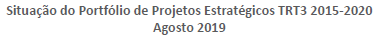 Situação do Portfólio de Projetos Estratégicos TRT3 2015-2020
Agosto 2019